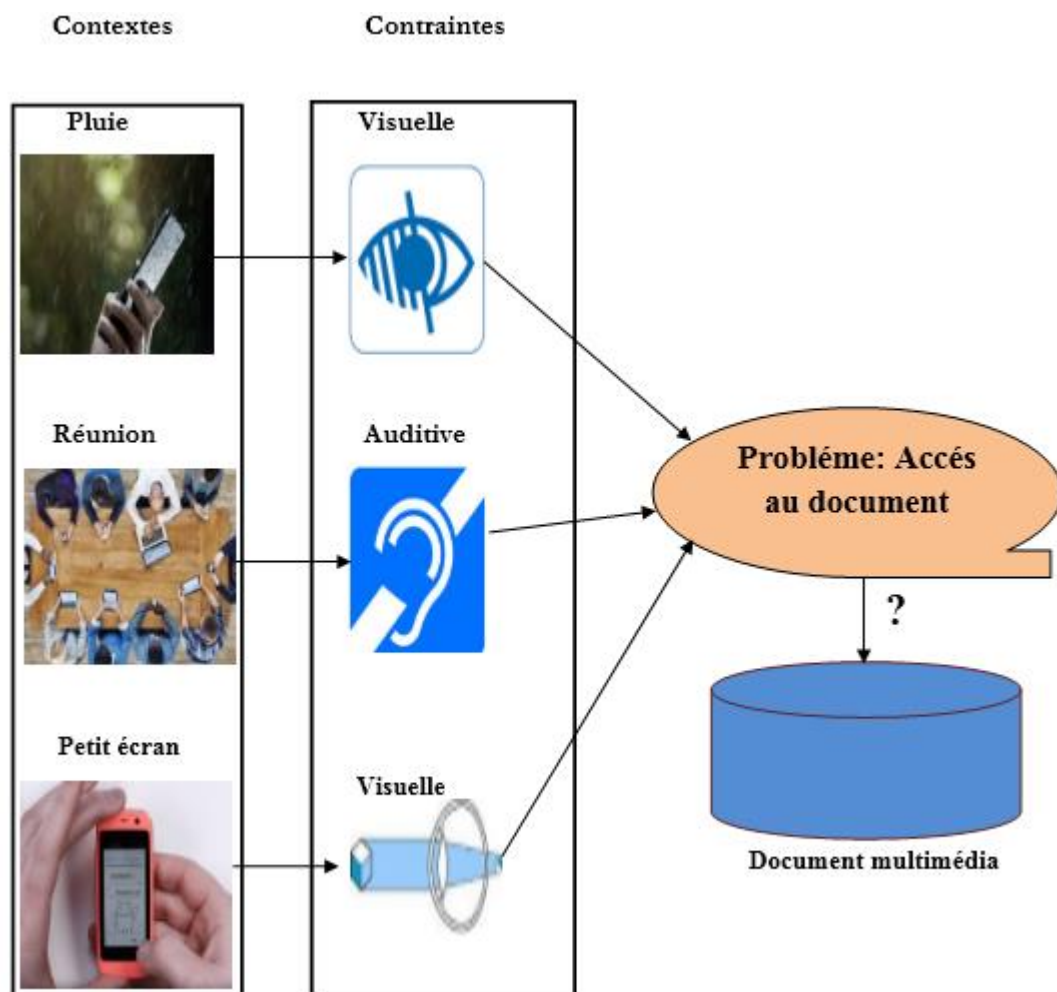 Contextes
Contraintes
Pluie
Visuelle
Réunion
Auditive
Petit écran
Visuelle
Probléme: Accés
au document
?
Document multimédia